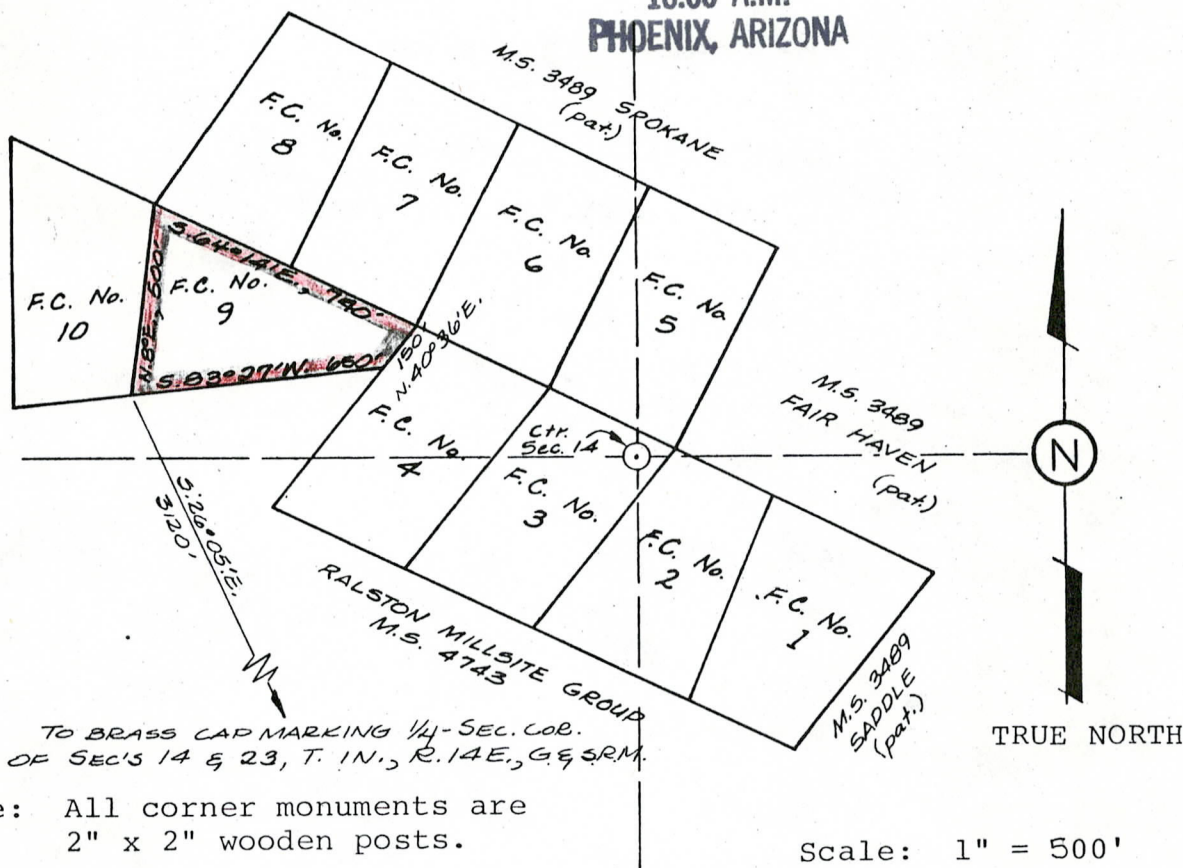 PHOENIX, ARIZONA
M.S. 3489 SPOKANE
(pat.)
F.C. No.
8
F.C. No.
7
F.C. No.
6
F.C. No.
5
S.64°14'E., 780'
N.8°E., 500'
F.C. No.
9
S.83°27'W. 650'
F.C. No.
10
150'
N.40°36'E.
F.C. No.
4
Ctr.
Sec. 14
F.C. No.
3
F.C. No.
2
F.C. No.
1
M.S. 3489
FAIR HAVEN
(pat.)
N
TRUE NORTH
S.26°05'E.
3120'
RALSTON MILLSITE GROUP
M.S. 4743
M.S. 3489
SADDLE
(pat.)
TO BRASS CAP MARKING 1/4-SEC. COR.
OF SEC'S 14 & 23, T. 1N., R.14E., G.&S.R.M.
e: All corner monuments are
2" x 2" wooden posts.
Scale: 1" = 500'